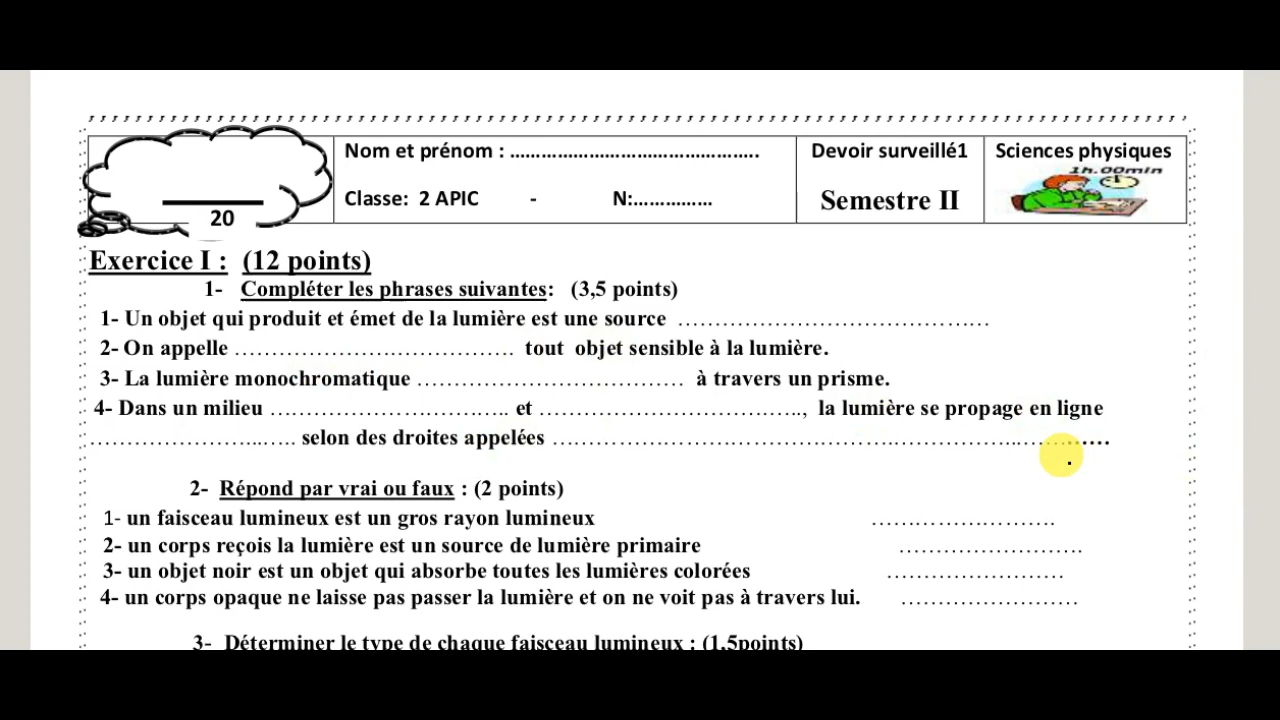 Nom et prénom : ……………………………………….
Devoir surveillé1
Sciences physiques
1h.00min
Classe: 2 APIC - N:………….
Semestre II
20
Exercice I : (12 points)
1- Compléter les phrases suivantes: (3,5 points)
1- Un objet qui produit et émet de la lumière est une source ……………………………………
2- On appelle ………………………………. tout objet sensible à la lumière.
3- La lumière monochromatique ……………………………… à travers un prisme.
4- Dans un milieu ………………………….. et …………………………….., la lumière se propage en ligne
……………………….. selon des droites appelées ……………………………………………………………….
2- Répond par vrai ou faux : (2 points)
1- un faisceau lumineux est un gros rayon lumineux …………………….
2- un corps reçois la lumière est un source de lumière primaire …………………….
3- un objet noir est un objet qui absorbe toutes les lumières colorées ……………………
4- un corps opaque ne laisse pas passer la lumière et on ne voit pas à travers lui. ……………………
3- Déterminer le type de chaque faisceau lumineux : (1,5points)